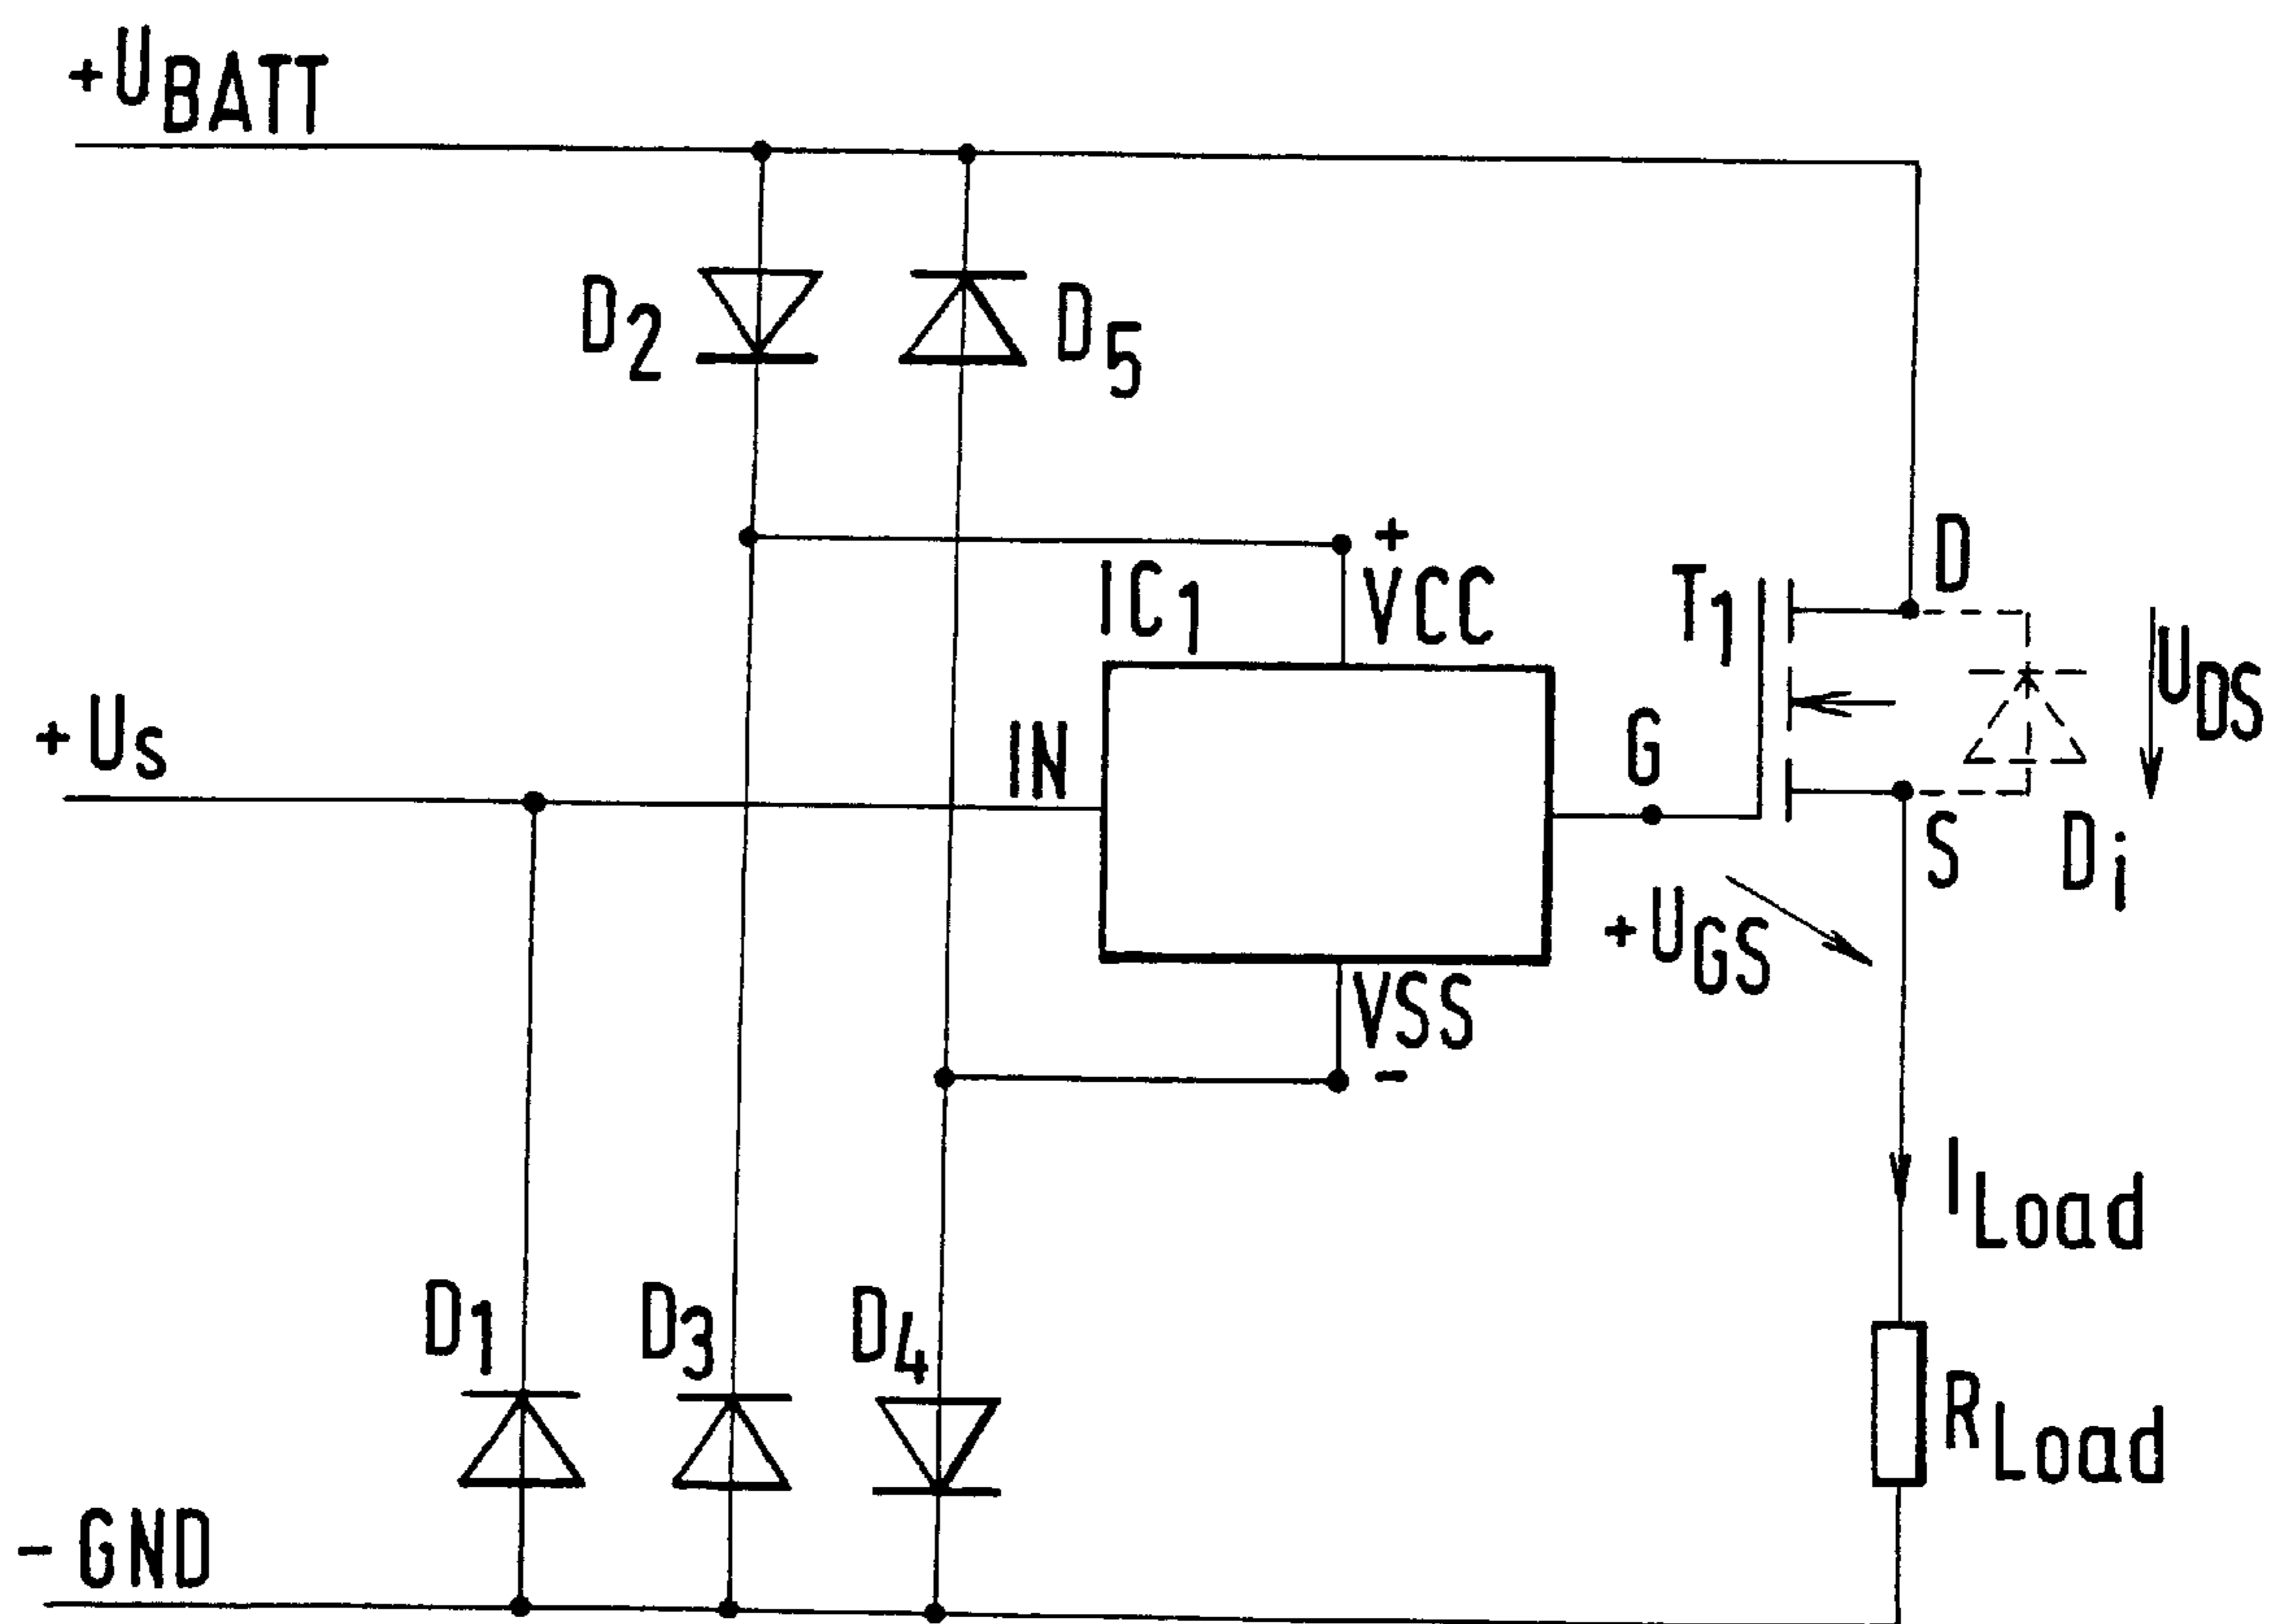 +UBATT
D2
D5
+
VCC
IC1
T1
D
UDS
+Us
IN
G
S
Di
+UGS
VSS
-
ILoad
D1
D3
D4
RLoad
-GND